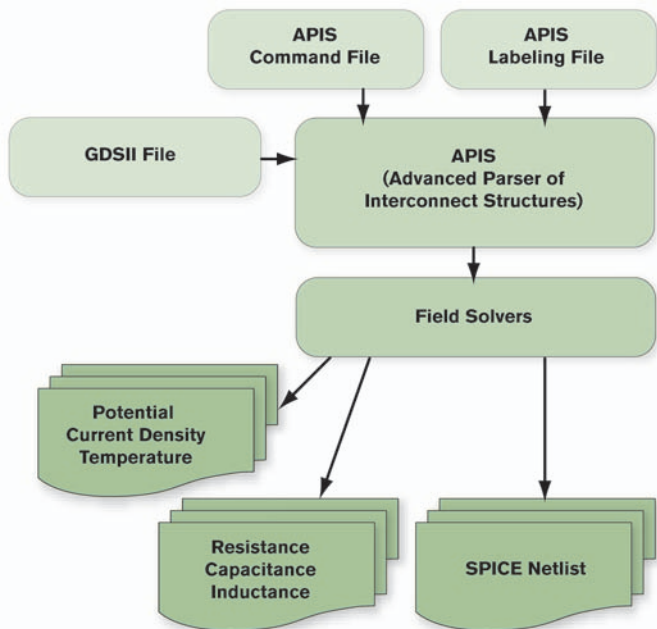 APIS
Command File
APIS
Labeling File
GDSII File
APIS
(Advanced Parser of
Interconnect Structures)
Field Solvers
Potential
Current Density
Temperature
Resistance
Capacitance
Inductance
SPICE Netlist